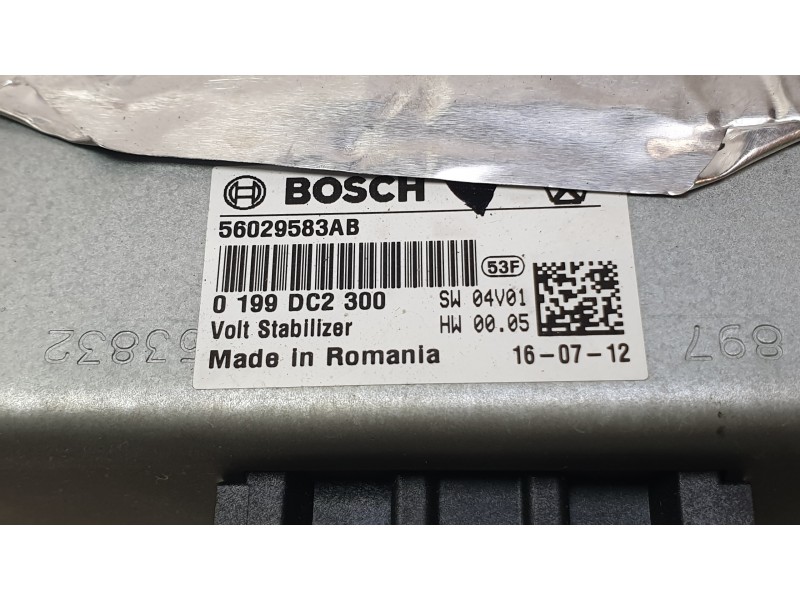 BOSCH
56029583AB
53F
0 199 DC2 300
SW 04V01
Volt Stabilizer
HW 00.05
Made in Romania
16-07-12
53832
897